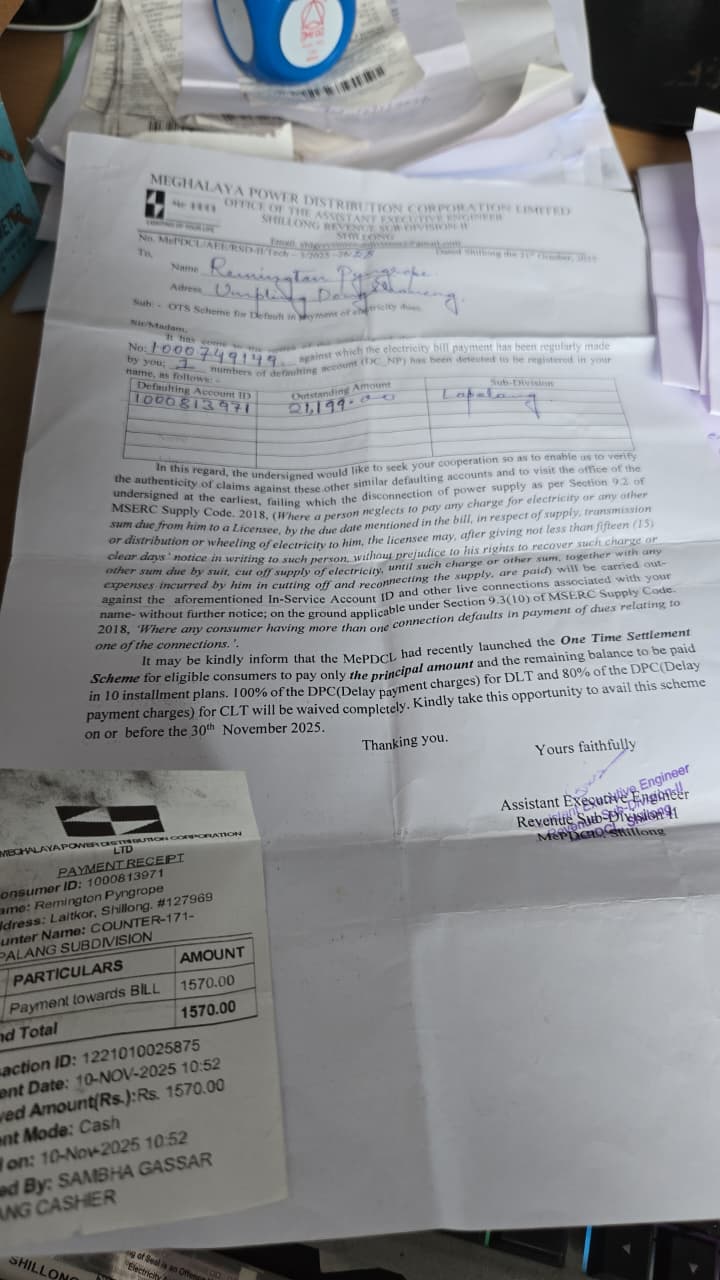 MEGHALAYA POWER DISTRIBUTION CORPORATION LIMITED
OFFICE OF THE ASSISTANT EXECUTIVE ENGINEER
SHILLONG REVENUE SUB-DIVISION-II
SHILLONG
No. MePDCL/AEE/RSD-II/Tech - 3/2025 -26/ Dated Shillong the 31st October, 2025
To,
Name Remington Pyngrope
Adress Umpling Dong
Sub: - OTS Scheme for Default in payment of electricity dues.
Sir/Madam,
It has come to the
No: 1000749149 against which the electricity bill payment has been regularly made
by you; 1 numbers of defaulting account (DC_NP) has been detected to be registered in your
name, as follows: -
Defaulting Account ID Outstanding Amount Sub-Division
1000813971 21,199.00 Lapalang
In this regard, the undersigned would like to seek your cooperation so as to enable us to verify
the authenticity of claims against these other similar defaulting accounts and to visit the office of the
undersigned at the earliest, failing which the disconnection of power supply as per Section 9.2 of
MSERC Supply Code. 2018, (Where a person neglects to pay any charge for electricity or any other
sum due from him to a Licensee, by the due date mentioned in the bill, in respect of supply, transmission
or distribution or wheeling of electricity to him, the licensee may, after giving not less than fifteen (15)
clear days' notice in writing to such person, without prejudice to his rights to recover such charge or
other sum due by suit, cut off supply of electricity, until such charge or other sum, together with any
expenses incurred by him in cutting off and reconnecting the supply, are paid) will be carried out-
against the aforementioned In-Service Account ID and other live connections associated with your
name- without further notice; on the ground applicable under Section 9.3(10) of MSERC Supply Code.
2018, 'Where any consumer having more than one connection defaults in payment of dues relating to
one of the connections.'.
It may be kindly inform that the MePDCL had recently launched the One Time Settlement
Scheme for eligible consumers to pay only the principal amount and the remaining balance to be paid
in 10 installment plans. 100% of the DPC(Delay payment charges) for DLT and 80% of the DPC(Delay
payment charges) for CLT will be waived completely. Kindly take this opportunity to avail this scheme
on or before the 30th November 2025.
Thanking you.
Yours faithfully
Assistant Executive Engineer
Revenue Sub-Division II
MePDCL, Shillong
MEGHALAYA POWER DISTRIBUTION CORPORATION
LTD
PAYMENT RECEIPT
onsumer ID: 1000813971
ame: Remington Pyngrope
ddress: Laitkor, Shillong. #127969
unter Name: COUNTER-171-
PALANG SUBDIVISION
PARTICULARS AMOUNT
Payment towards BILL 1570.00
nd Total 1570.00
saction ID: 1221010025875
ent Date: 10-NOV-2025 10:52
ved Amount(Rs.):Rs. 1570.00
nt Mode: Cash
on: 10-Nov-2025 10:52
ed By: SAMBHA GASSAR
ANG CASHIER
SHILLONG